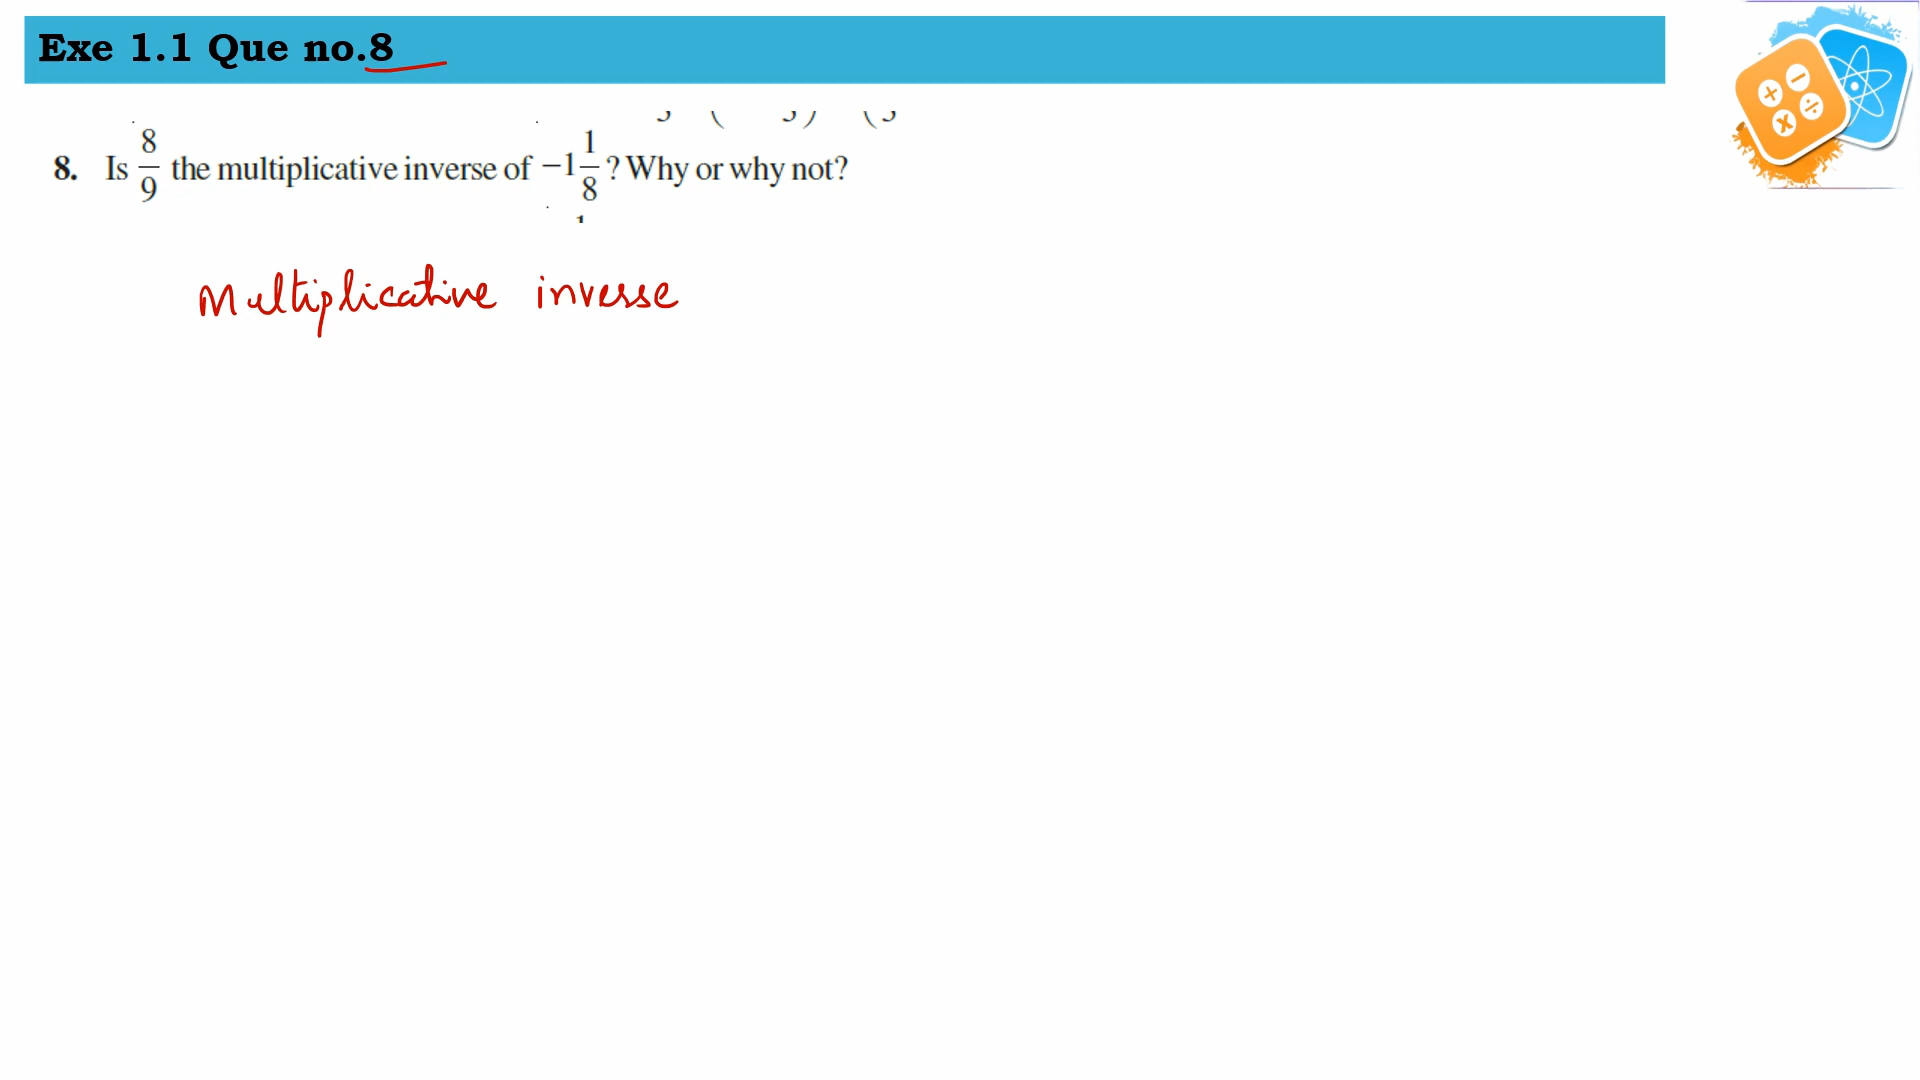 Exe 1.1 Que no.8
8. Is 8/9 the multiplicative inverse of −1 1/8 ? Why or why not?
Multiplicative inverse